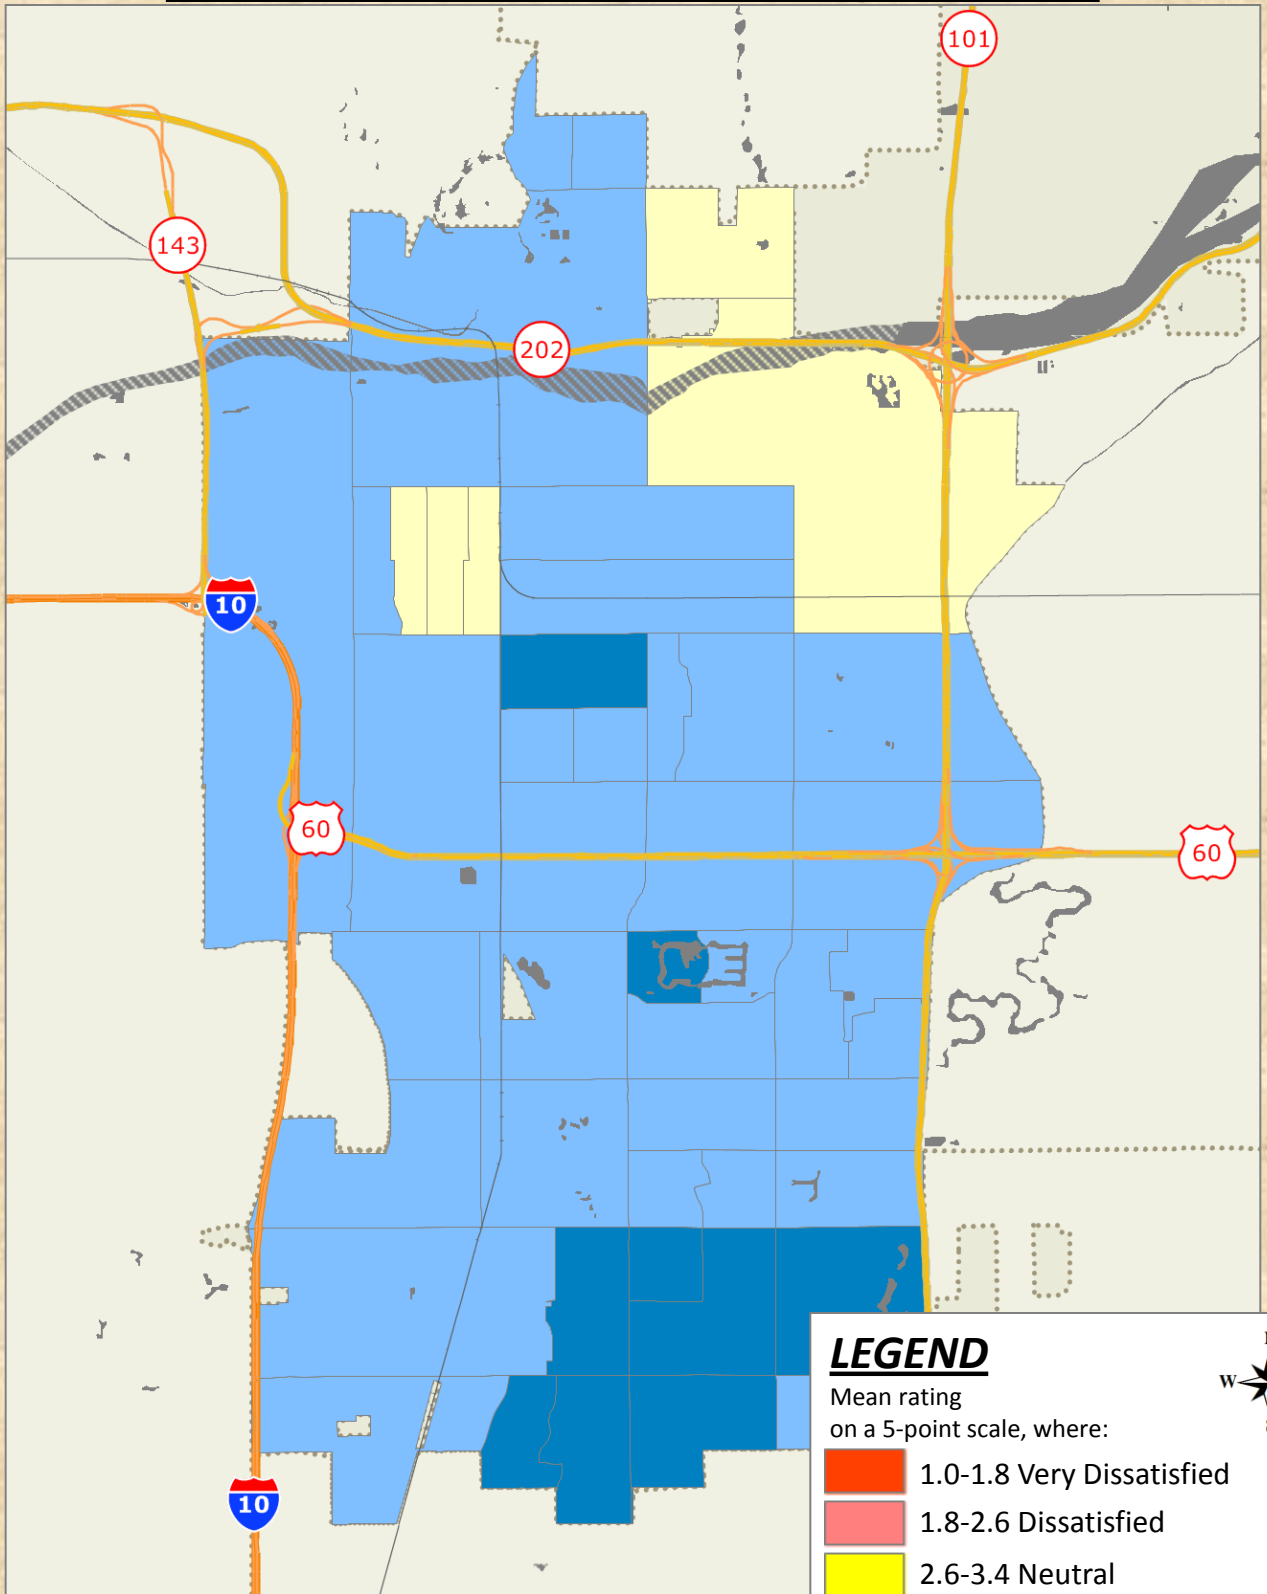 101
143
202
10
60
60
10
LEGEND
W
Mean rating
on a 5-point scale, where:
1.0-1.8 Very Dissatisfied
1.8-2.6 Dissatisfied
2.6-3.4 Neutral